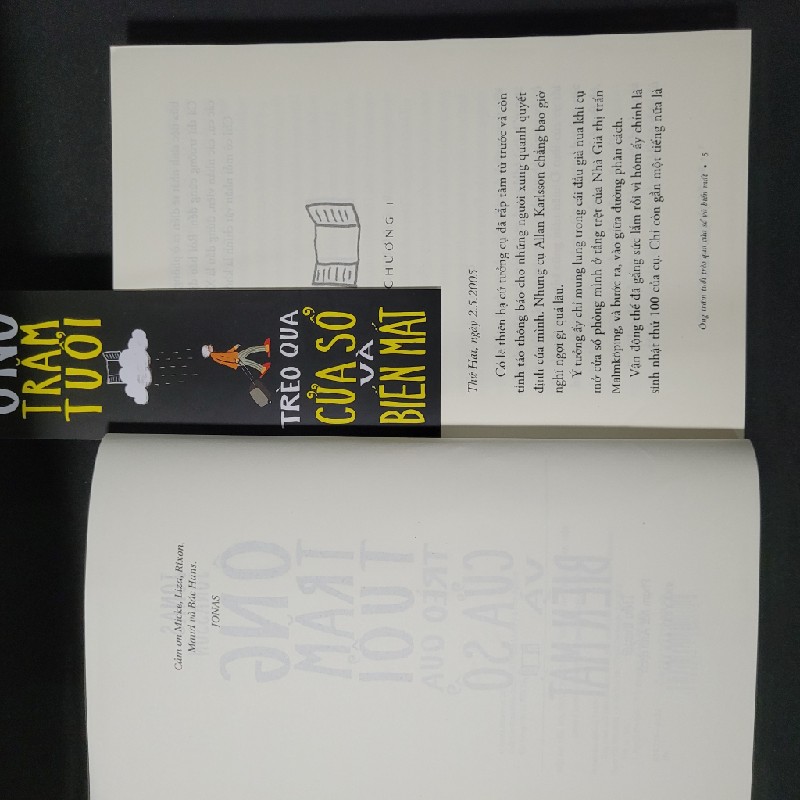 Cảm ơn Micke, Liza, Rixon,
Maud và Bác Hans.
JONAS
ÔNG
TRĂM
TUỔI
TRÈO QUA
CỬA SỔ
VÀ
BIẾN MẤT
CHƯƠNG 1
Thứ Hai, ngày 2.5.2005
Có lẽ thiên hạ cứ tưởng cụ đã rắp tâm từ trước và còn
tỉnh táo thông báo cho những người xung quanh quyết
định của mình. Nhưng cụ Allan Karlsson chẳng bao giờ
nghĩ ngợi gì quá lâu.
Ý tưởng ấy chỉ mung lung trong cái đầu già nua khi cụ
mở cửa sổ phòng mình ở tầng trệt của Nhà Già thị trấn
Malmköping, và bước ra, vào giữa đường phân cách.
Vận động thế đã gắng sức lắm rồi vì hôm ấy chính là
sinh nhật thứ 100 của cụ. Chỉ còn gần một tiếng nữa là
Ông trăm tuổi trèo qua cửa sổ và biến mất • 5